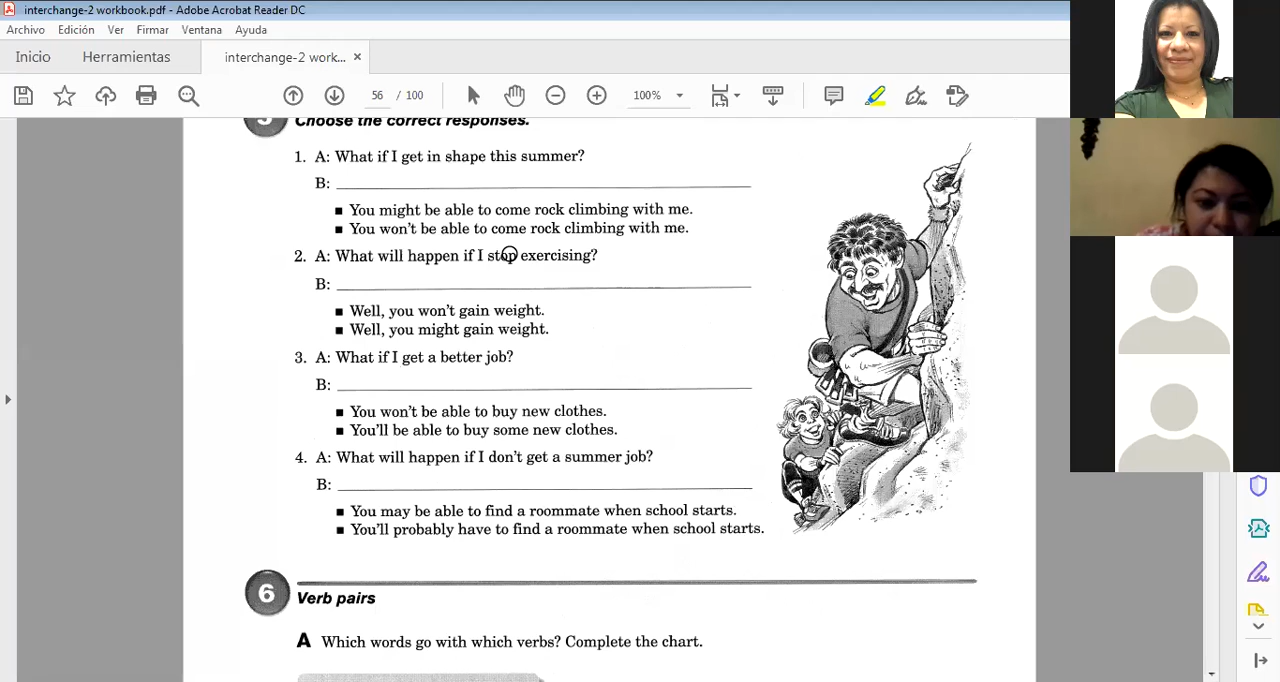 interchange-2 workbook.pdf - Adobe Acrobat Reader DC
Archivo Edición Ver Firmar Ventana Ayuda
Inicio Herramientas interchange-2 work... ×
56 / 100 100%
5 Choose the correct responses.
1. A: What if I get in shape this summer?
B:
■ You might be able to come rock climbing with me.
■ You won't be able to come rock climbing with me.
2. A: What will happen if I stop exercising?
B:
■ Well, you won't gain weight.
■ Well, you might gain weight.
3. A: What if I get a better job?
B:
■ You won't be able to buy new clothes.
■ You'll be able to buy some new clothes.
4. A: What will happen if I don't get a summer job?
B:
■ You may be able to find a roommate when school starts.
■ You'll probably have to find a roommate when school starts.
6 Verb pairs
A Which words go with which verbs? Complete the chart.